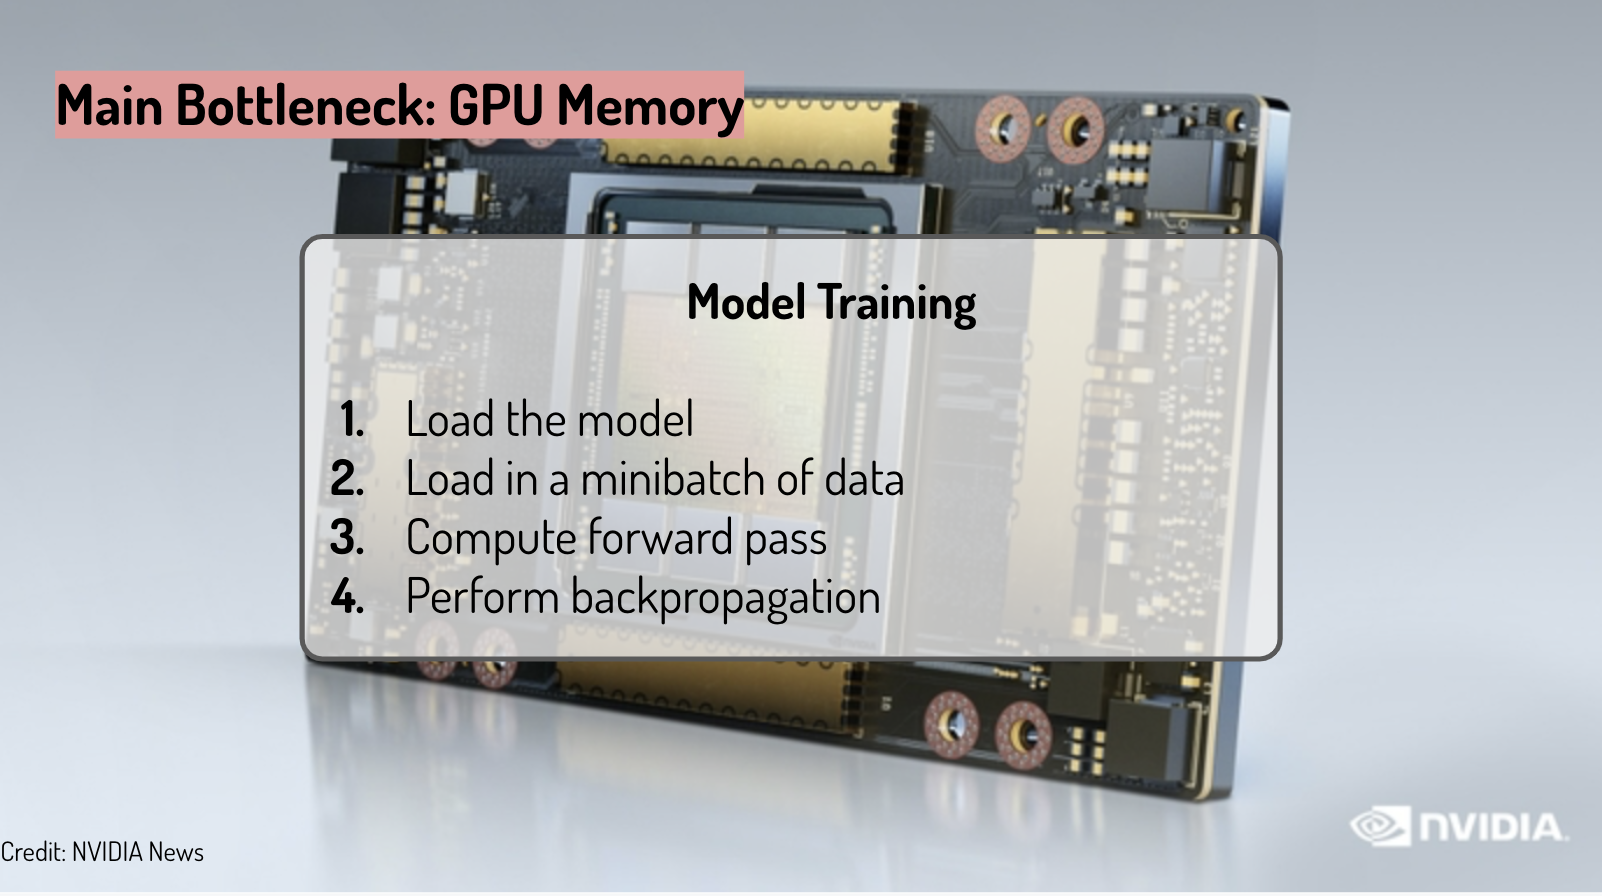 Main Bottleneck: GPU Memory
Model Training
1. Load the model
2. Load in a minibatch of data
3. Compute forward pass
4. Perform backpropagation
Credit: NVIDIA News
NVIDIA.